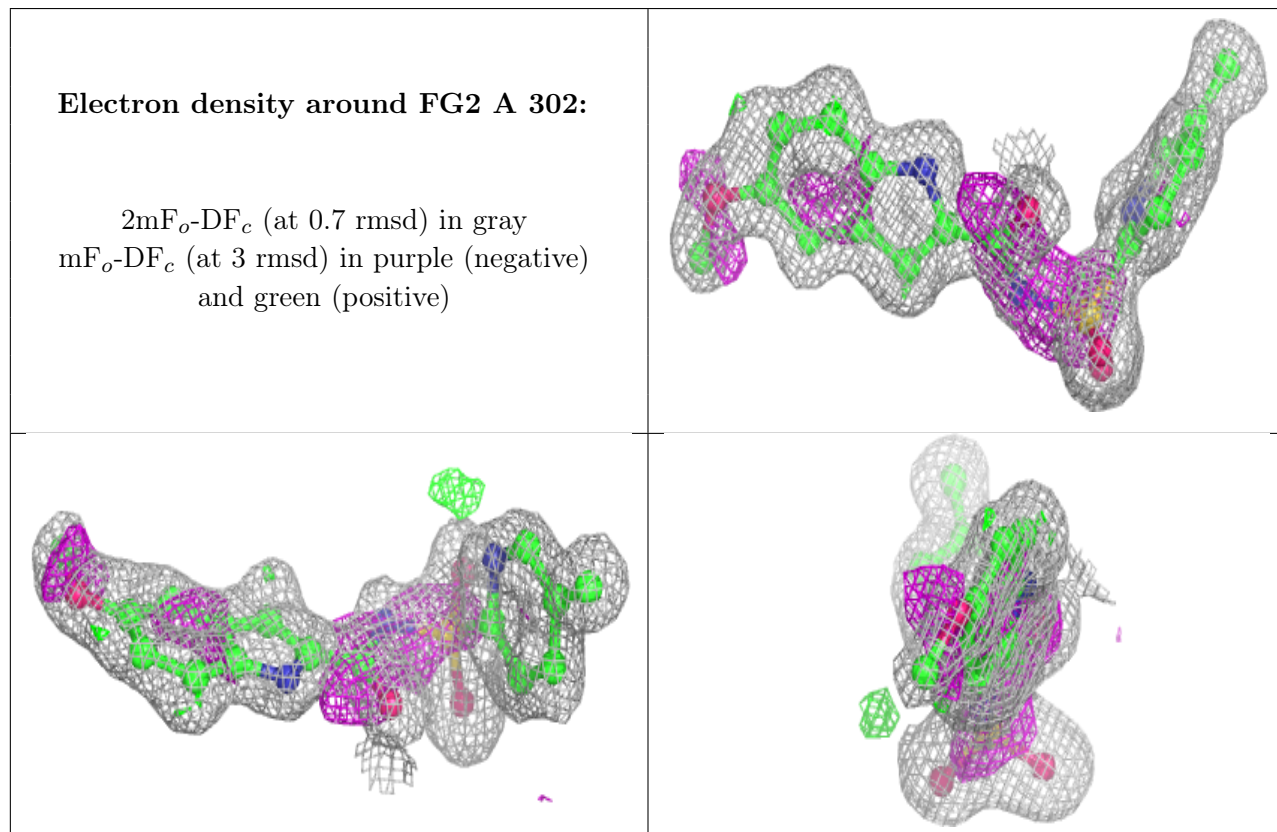 Electron density around FG2 A 302:
2mFo-DFc (at 0.7 rmsd) in gray
mFo-DFc (at 3 rmsd) in purple (negative)
and green (positive)